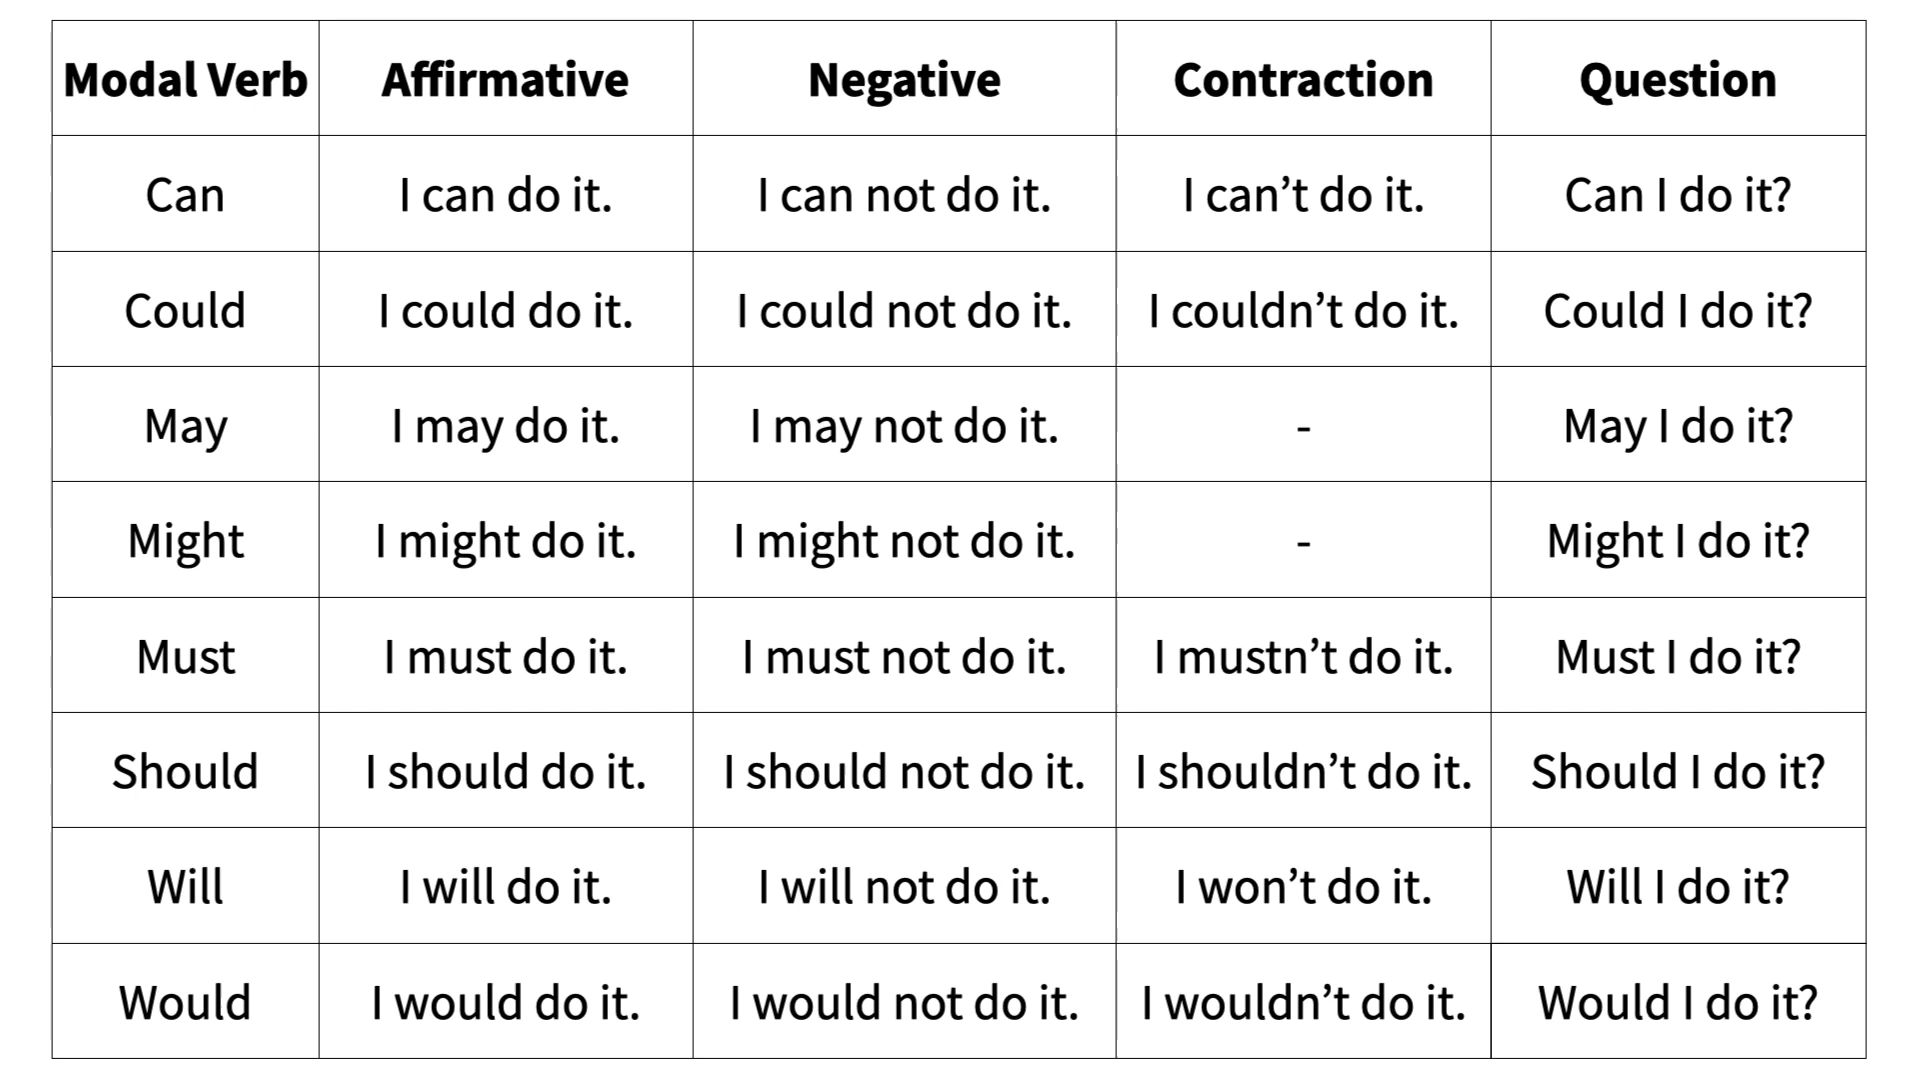 Modal Verb Affirmative Negative Contraction Question
Can I can do it. I can not do it. I can’t do it. Can I do it?
Could I could do it. I could not do it. I couldn’t do it. Could I do it?
May I may do it. I may not do it. - May I do it?
Might I might do it. I might not do it. - Might I do it?
Must I must do it. I must not do it. I mustn’t do it. Must I do it?
Should I should do it. I should not do it. I shouldn’t do it. Should I do it?
Will I will do it. I will not do it. I won’t do it. Will I do it?
Would I would do it. I would not do it. I wouldn’t do it. Would I do it?